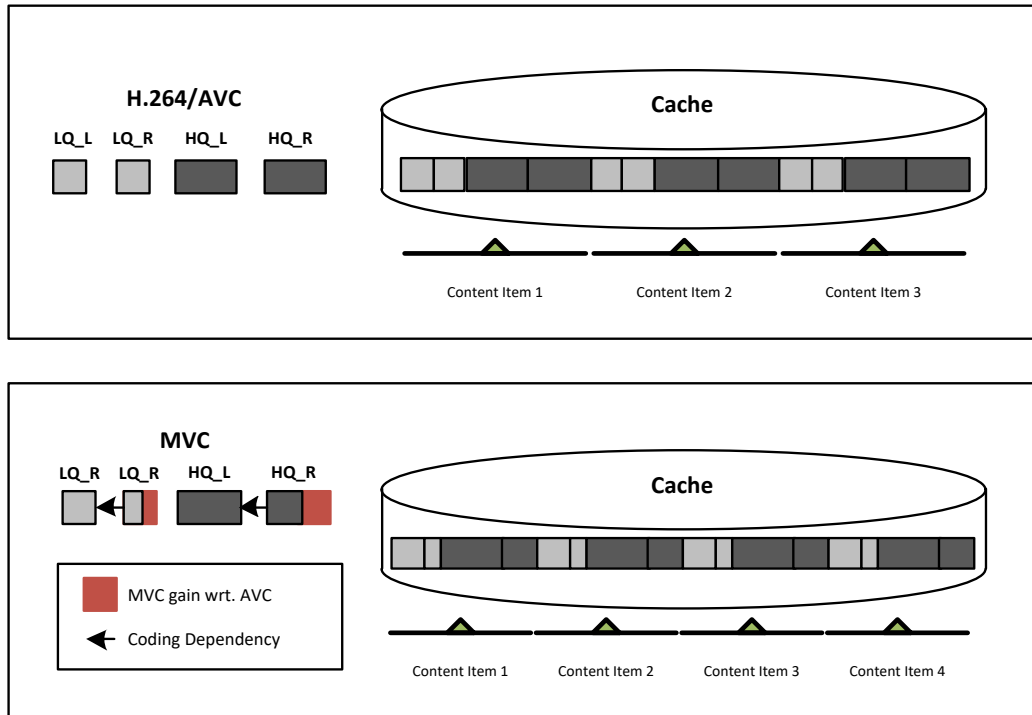 H.264/AVC
LQ_L LQ_R HQ_L HQ_R
Cache
Content Item 1 Content Item 2 Content Item 3
MVC
LQ_R LQ_R HQ_L HQ_R
Cache
MVC gain wrt. AVC
Coding Dependency
Content Item 1 Content Item 2 Content Item 3 Content Item 4